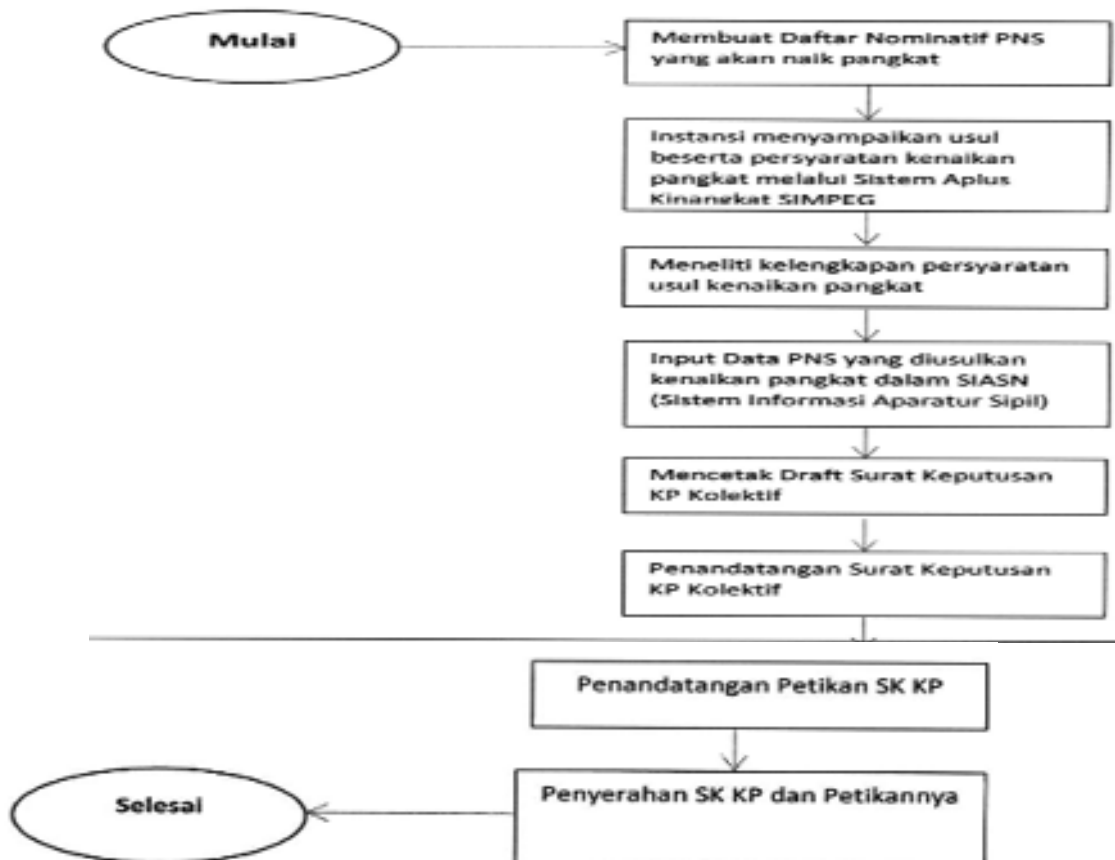 Mulai
Membuat Daftar Nominatif PNS
yang akan naik pangkat
Instansi menyampaikan usul
beserta persyaratan kenaikan
pangkat melalui Sistem Aplus
Kinangkat SIMPEG
Meneliti kelengkapan persyaratan
usul kenaikan pangkat
Input Data PNS yang diusulkan
kenaikan pangkat dalam SIASN
(Sistem Informasi Aparatur Sipil)
Mencetak Draft Surat Keputusan
KP Kolektif
Penandatangan Surat Keputusan
KP Kolektif
Penandatangan Petikan SK KP
Penyerahan SK KP dan Petikannya
Selesai